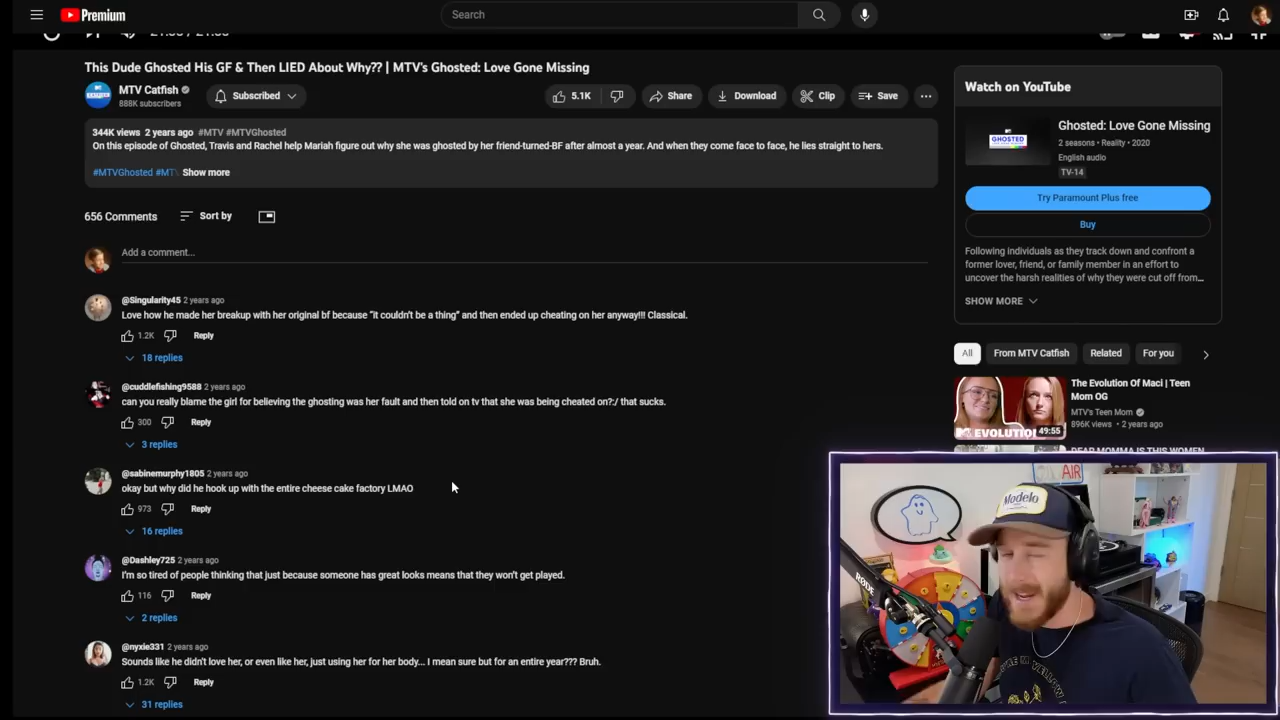 Premium
Search
21:30 / 21:30
This Dude Ghosted His GF & Then LIED About Why?? | MTV's Ghosted: Love Gone Missing
MTV Catfish
888K subscribers
Subscribed
5.1K
Share
Download
Clip
Save
344K views 2 years ago #MTV #MTVGhosted
On this episode of Ghosted, Travis and Rachel help Mariah figure out why she was ghosted by her friend-turned-BF after almost a year. And when they come face to face, he lies straight to hers.
#MTVGhosted #MTV Show more
656 Comments
Sort by
Add a comment...
@Singularity45 2 years ago
Love how he made her breakup with her original bf because “it couldn't be a thing” and then ended up cheating on her anyway!!! Classical.
1.2K
Reply
18 replies
@cuddlefishing9588 2 years ago
can you really blame the girl for believing the ghosting was her fault and then told on tv that she was being cheated on?:/ that sucks.
300
Reply
3 replies
@sabinemurphy1805 2 years ago
okay but why did he hook up with the entire cheese cake factory LMAO
973
Reply
16 replies
@Dashley725 2 years ago
I'm so tired of people thinking that just because someone has great looks means that they won't get played.
116
Reply
2 replies
@nyxie331 2 years ago
Sounds like he didn't love her, or even like her, just using her for her body... I mean sure but for an entire year??? Bruh.
1.2K
Reply
31 replies
Watch on YouTube
GHOSTED
Ghosted: Love Gone Missing
2 seasons • Reality • 2020
English audio
TV-14
Try Paramount Plus free
Buy
Following individuals as they track down and confront a
former lover, friend, or family member in an effort to
uncover the harsh realities of why they were cut off from...
SHOW MORE
All
From MTV Catfish
Related
For you
The Evolution Of Maci | Teen
Mom OG
MTV's Teen Mom
896K views • 2 years ago
EVOLUTION
49:55
DEAR MOMMA IS THIS WOMEN
AIR
Modelo
RØDE